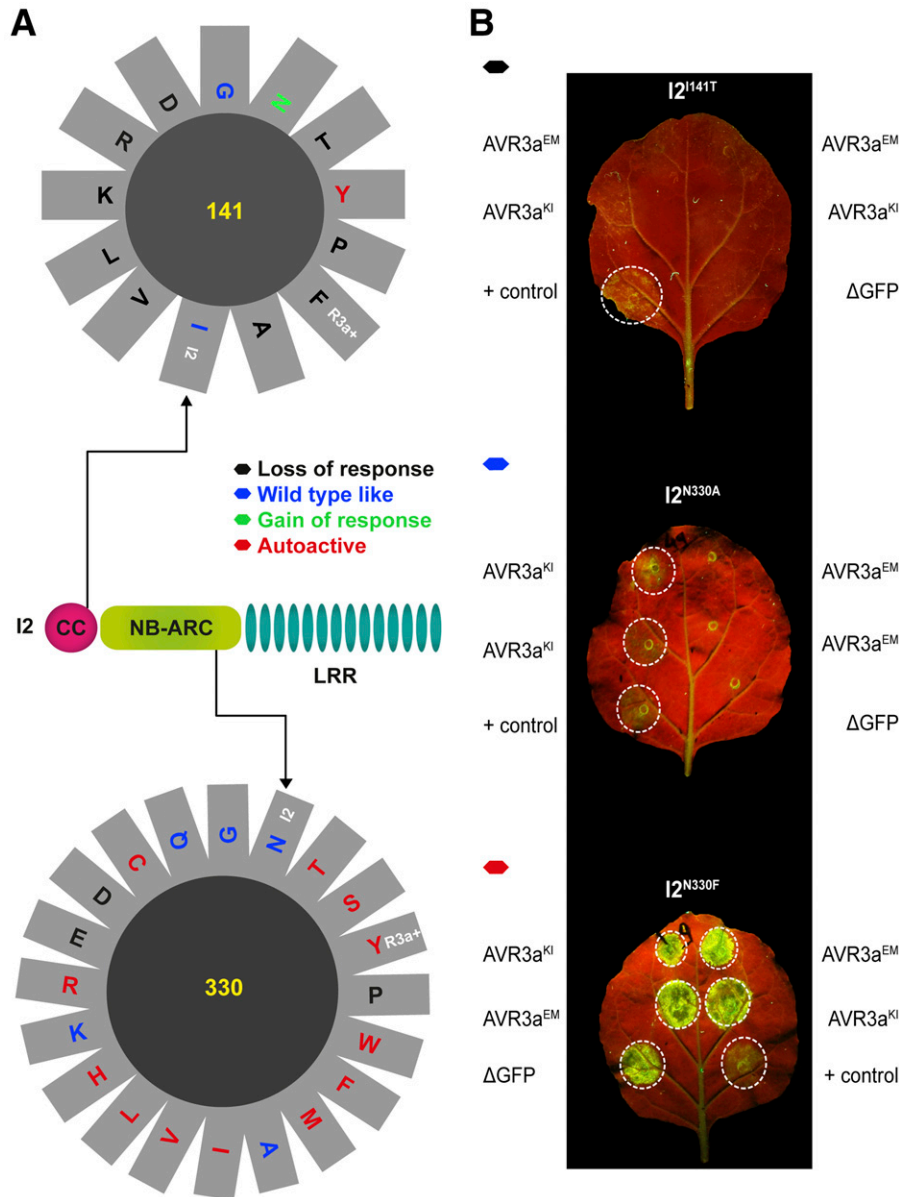 A
G
N
T
Y
P
F R3a+
A
I I2
V
L
K
R
D
141
Loss of response
Wild type like
Gain of response
Autoactive
I2
CC
NB-ARC
LRR
N I2
T
S
Y R3a+
P
W
F
M
A
I
V
L
H
K
R
E
D
C
Q
G
330
B
I2^I141T
AVR3a^EM AVR3a^EM
AVR3a^KI AVR3a^KI
+ control ΔGFP
I2^N330A
AVR3a^KI AVR3a^EM
AVR3a^KI AVR3a^EM
+ control ΔGFP
I2^N330F
AVR3a^KI AVR3a^EM
AVR3a^EM AVR3a^KI
ΔGFP + control